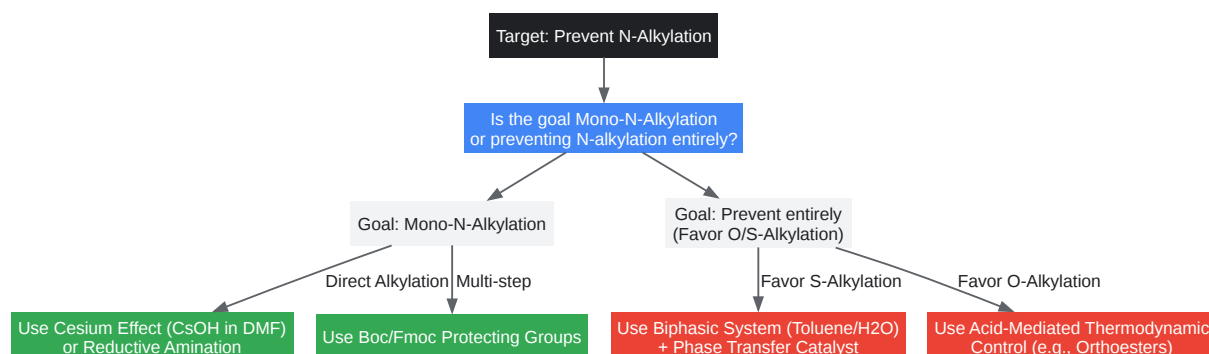 Target: Prevent N-Alkylation
Is the goal Mono-N-Alkylation
or preventing N-alkylation entirely?
Goal: Mono-N-Alkylation
Goal: Prevent entirely
(Favor O/S-Alkylation)
Direct Alkylation
Multi-step
Favor S-Alkylation
Favor O-Alkylation
Use Cesium Effect (CsOH in DMF)
or Reductive Amination
Use Boc/Fmoc Protecting Groups
Use Biphasic System (Toluene/H2O)
+ Phase Transfer Catalyst
Use Acid-Mediated Thermodynamic
Control (e.g., Orthoesters)